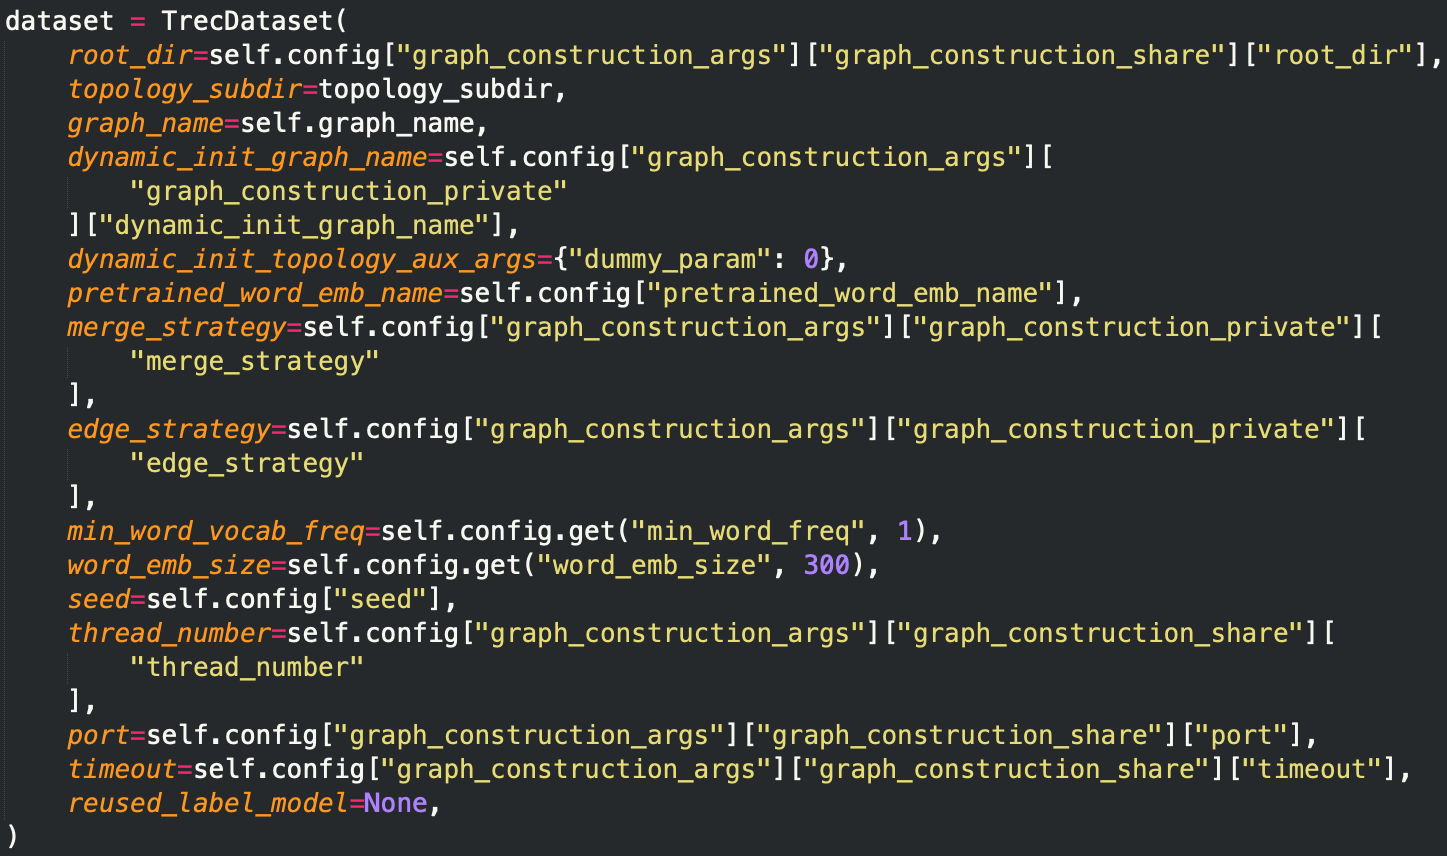 dataset = TrecDataset(
    root_dir=self.config["graph_construction_args"]["graph_construction_share"]["root_dir"],
    topology_subdir=topology_subdir,
    graph_name=self.graph_name,
    dynamic_init_graph_name=self.config["graph_construction_args"][
        "graph_construction_private"
    ]["dynamic_init_graph_name"],
    dynamic_init_topology_aux_args={"dummy_param": 0},
    pretrained_word_emb_name=self.config["pretrained_word_emb_name"],
    merge_strategy=self.config["graph_construction_args"]["graph_construction_private"][
        "merge_strategy"
    ],
    edge_strategy=self.config["graph_construction_args"]["graph_construction_private"][
        "edge_strategy"
    ],
    min_word_vocab_freq=self.config.get("min_word_freq", 1),
    word_emb_size=self.config.get("word_emb_size", 300),
    seed=self.config["seed"],
    thread_number=self.config["graph_construction_args"]["graph_construction_share"][
        "thread_number"
    ],
    port=self.config["graph_construction_args"]["graph_construction_share"]["port"],
    timeout=self.config["graph_construction_args"]["graph_construction_share"]["timeout"],
    reused_label_model=None,
)